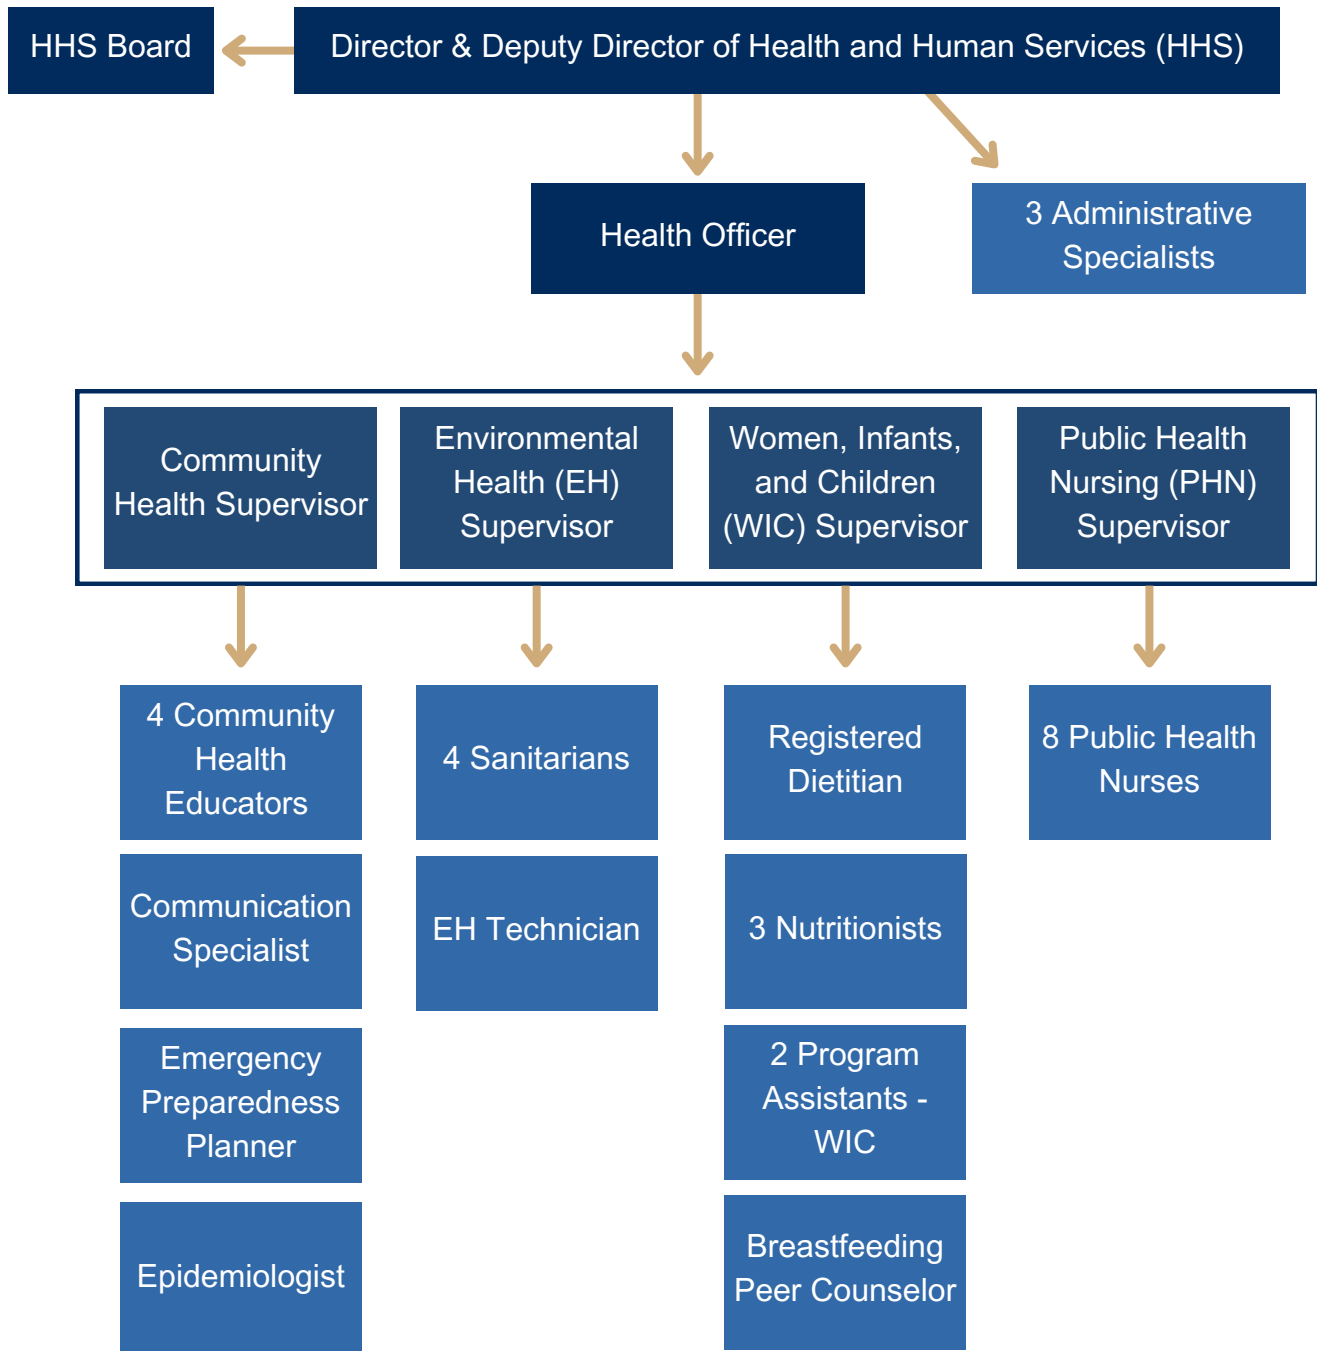 HHS Board
Director & Deputy Director of Health and Human Services (HHS)
Health Officer
3 Administrative
Specialists
Community
Health Supervisor
Environmental
Health (EH)
Supervisor
Women, Infants,
and Children
(WIC) Supervisor
Public Health
Nursing (PHN)
Supervisor
4 Community
Health
Educators
Communication
Specialist
Emergency
Preparedness
Planner
Epidemiologist
4 Sanitarians
EH Technician
Registered
Dietitian
3 Nutritionists
2 Program
Assistants -
WIC
Breastfeeding
Peer Counselor
8 Public Health
Nurses